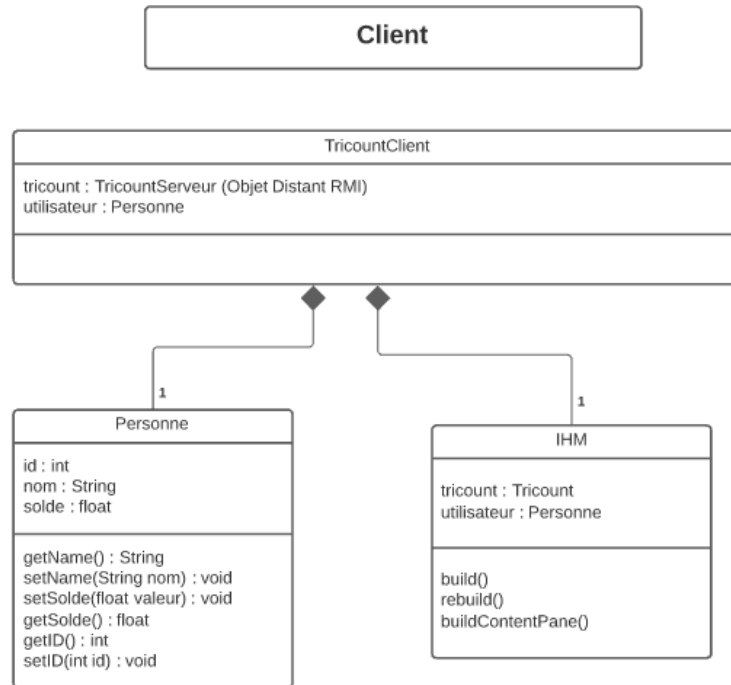 Client
TricountClient
tricount : TricountServeur (Objet Distant RMI)
utilisateur : Personne
1
Personne
id : int
nom : String
solde : float
getName() : String
setName(String nom) : void
setSolde(float valeur) : void
getSolde() : float
getID() : int
setID(int id) : void
1
IHM
tricount : Tricount
utilisateur : Personne
build()
rebuild()
buildContentPane()